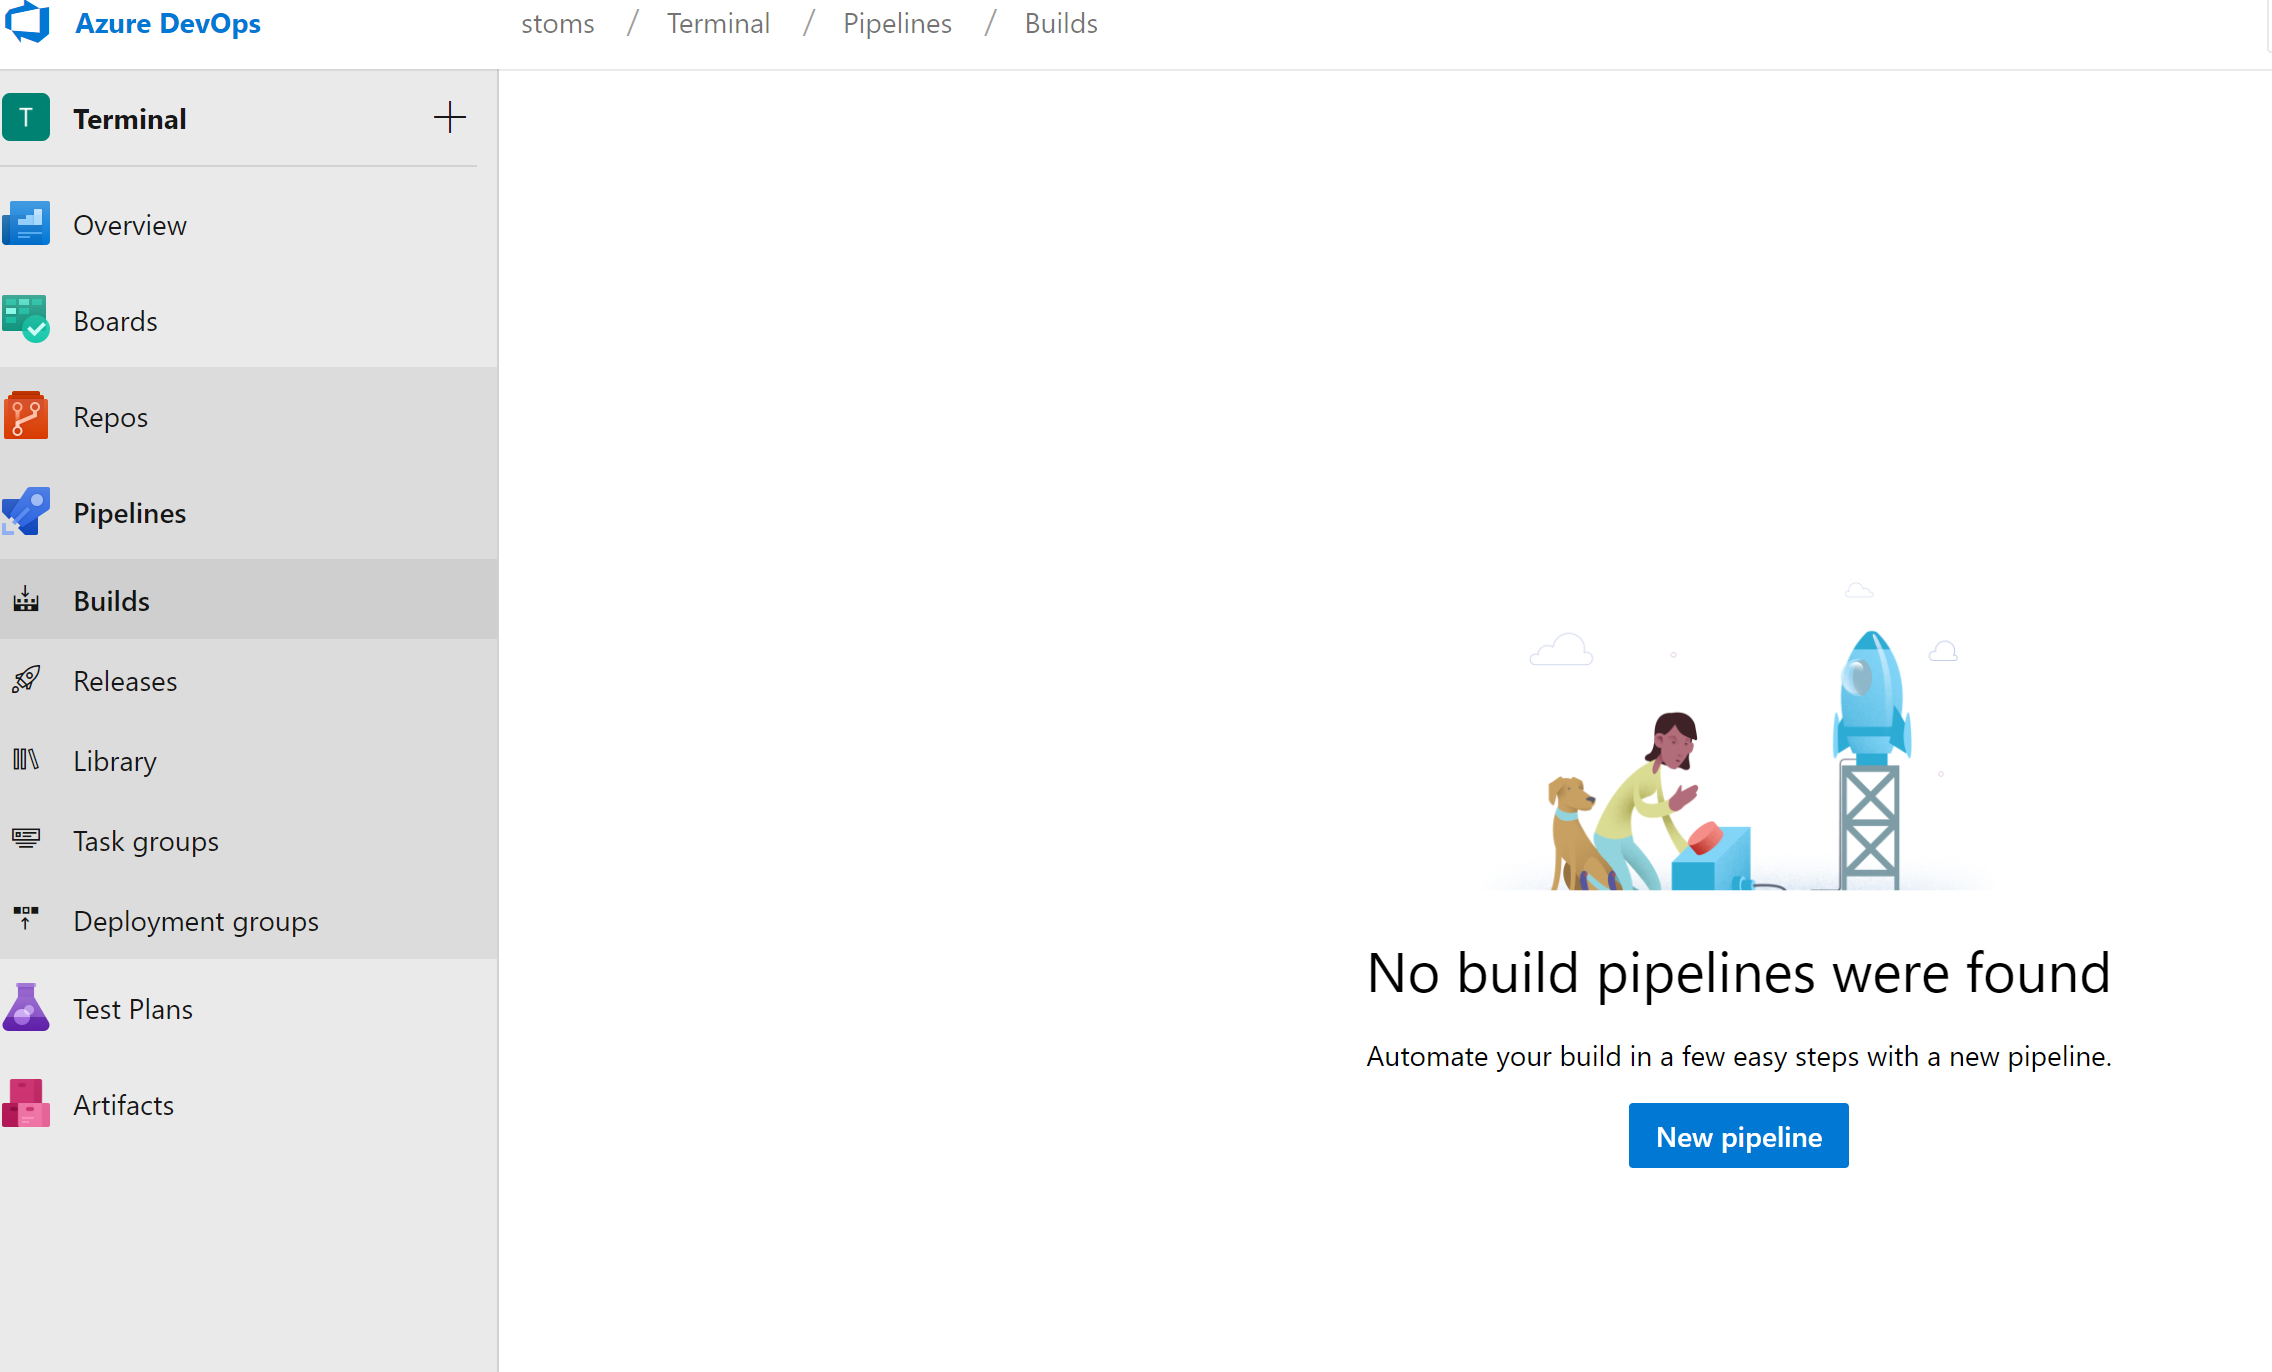 Azure DevOps
stoms / Terminal / Pipelines / Builds
T Terminal
Overview
Boards
Repos
Pipelines
Builds
Releases
Library
Task groups
Deployment groups
Test Plans
Artifacts
No build pipelines were found
Automate your build in a few easy steps with a new pipeline.
New pipeline